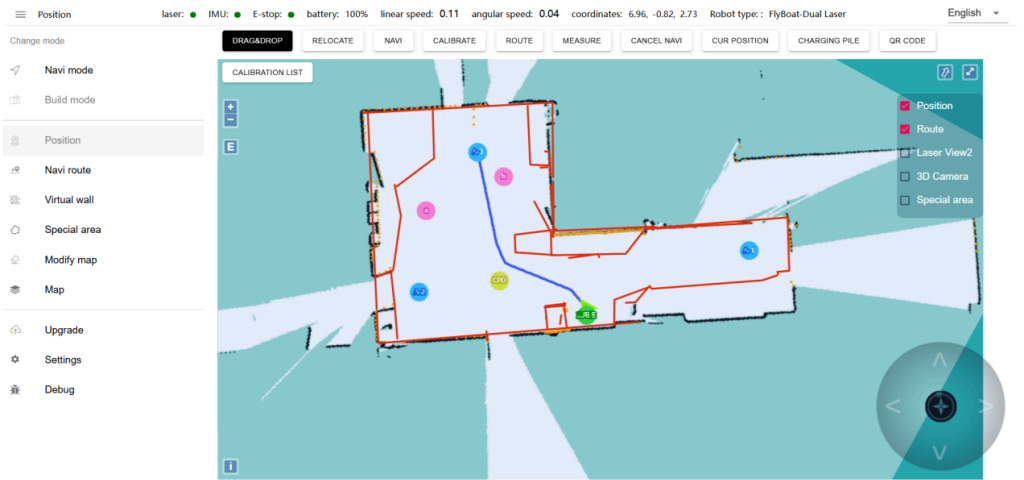 Position laser: IMU: E-stop: battery: 100% linear speed: 0.11 angular speed: 0.04 coordinates: 6.96, -0.82, 2.73 Robot type: : FlyBoat-Dual Laser English
Change mode
DRAG&DROP RELOCATE NAVI CALIBRATE ROUTE MEASURE CANCEL NAVI CUR POSITION CHARGING PILE QR CODE
Navi mode
Build mode
Position
Navi route
Virtual wall
Special area
Modify map
Map
Upgrade
Settings
Debug
CALIBRATION LIST
+
−
E
i
Position
Route
Laser View2
3D Camera
Special area